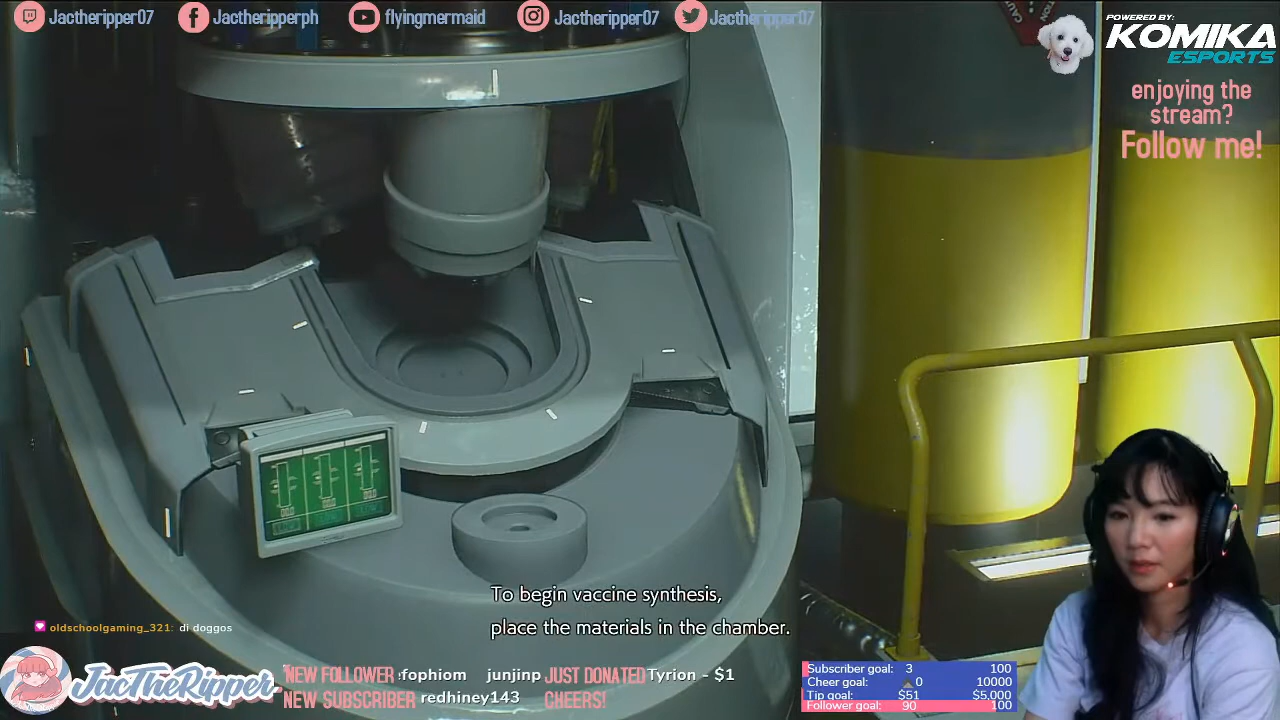 Jactheripper07
Jactheripperph
flyingmermaid
Jactheripper07
Jactheripper07
POWERED BY:
KOMIKA
ESPORTS
enjoying the
stream?
Follow me!
To begin vaccine synthesis,
place the materials in the chamber.
oldschoolgaming_321: di doggos
JacTheRipper
NEW FOLLOWER :fophiom junjinp JUST DONATED Tyrion - $1
NEW SUBSCRIBER redhiney143 CHEERS!
Subscriber goal: 3 100
Cheer goal: 0 10000
Tip goal: $51 $5,000
Follower goal: 90 100